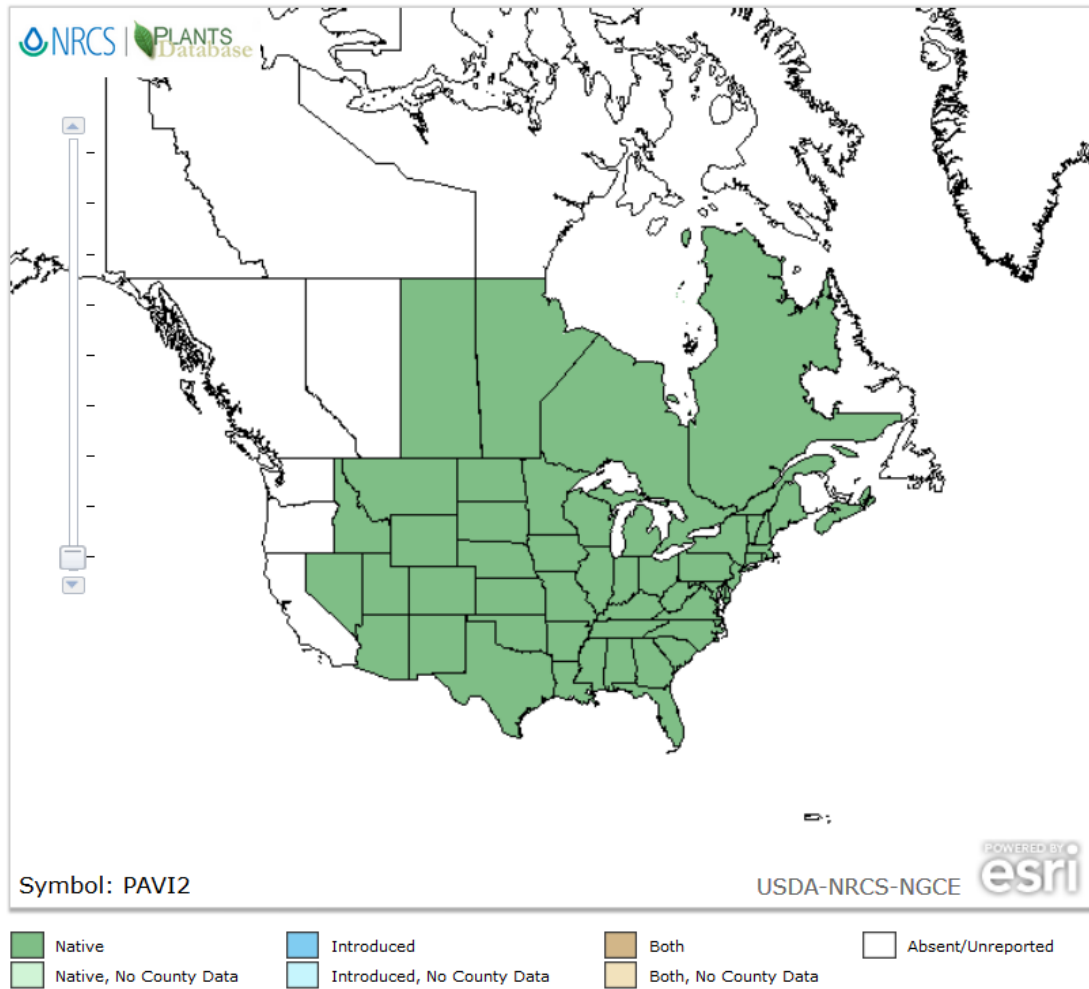 NRCS | PLANTS
Database
POWERED BY
esri
Symbol: PAVI2
USDA-NRCS-NGCE
Native
Introduced
Both
Absent/Unreported
Native, No County Data
Introduced, No County Data
Both, No County Data